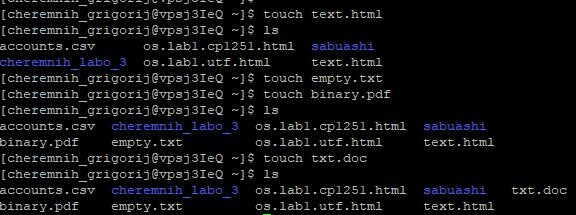 [cheremnih_grigorij@vpsj3IeQ ~]$ touch text.html
[cheremnih_grigorij@vpsj3IeQ ~]$ ls
accounts.csv os.lab1.cp1251.html sabuashi
cheremnih_labo_3 os.lab1.utf.html text.html
[cheremnih_grigorij@vpsj3IeQ ~]$ touch empty.txt
[cheremnih_grigorij@vpsj3IeQ ~]$ touch binary.pdf
[cheremnih_grigorij@vpsj3IeQ ~]$ ls
accounts.csv cheremnih_labo_3 os.lab1.cp1251.html sabuashi
binary.pdf empty.txt os.lab1.utf.html text.html
[cheremnih_grigorij@vpsj3IeQ ~]$ touch txt.doc
[cheremnih_grigorij@vpsj3IeQ ~]$ ls
accounts.csv cheremnih_labo_3 os.lab1.cp1251.html sabuashi txt.doc
binary.pdf empty.txt os.lab1.utf.html text.html